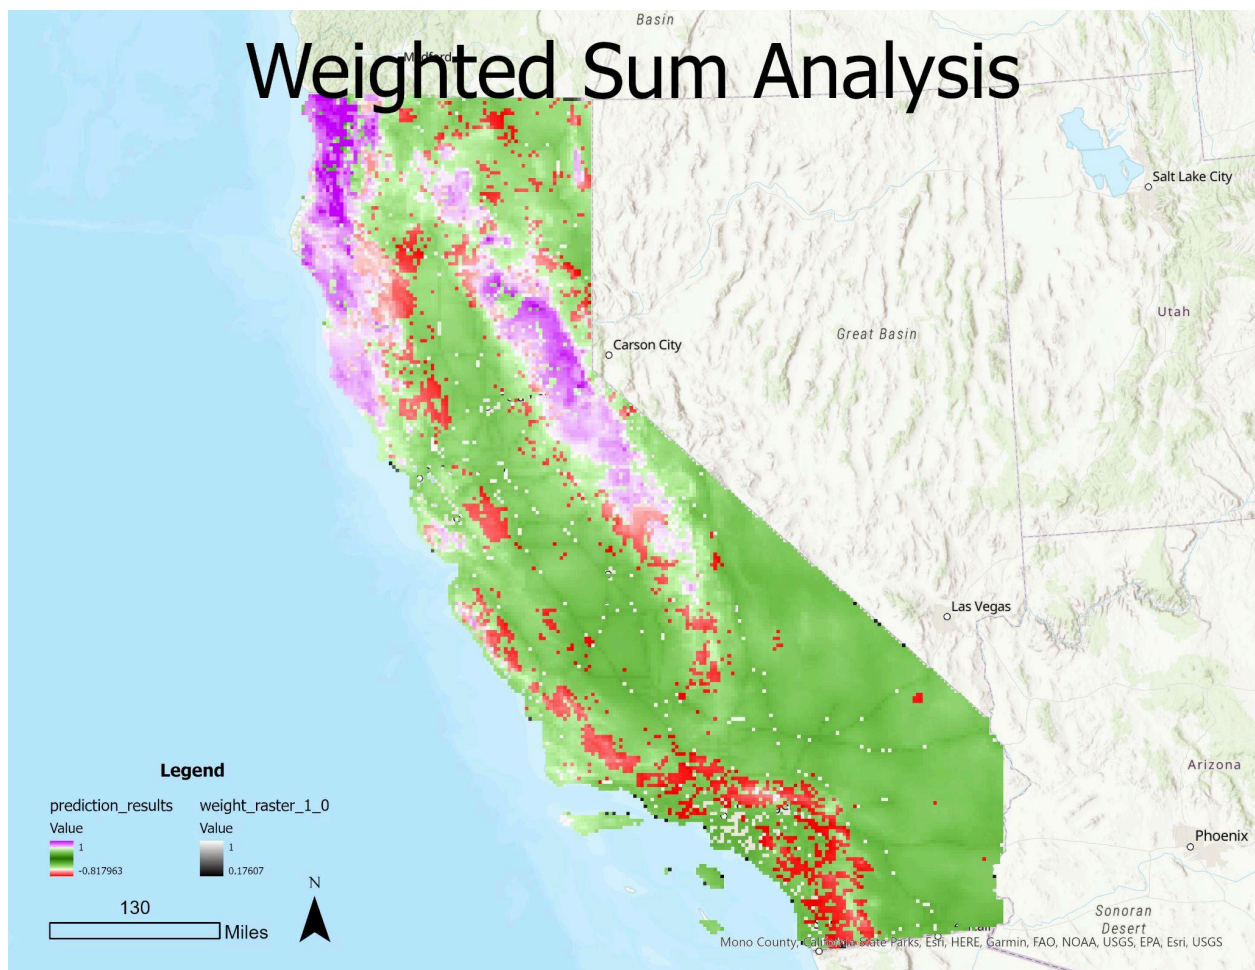 Basin
Medford
Weighted Sum Analysis
Salt Lake City
Utah
Great Basin
Carson City
Las Vegas
Arizona
Phoenix
Sonoran
Desert
Legend
prediction_results
Value
1
-0.817963
weight_raster_1_0
Value
1
0.17607
N
130
Miles
Mono County, California State Parks, Esri, HERE, Garmin, FAO, NOAA, USGS, EPA, Esri, USGS